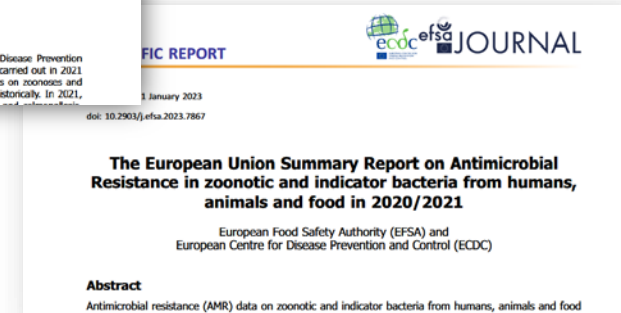 Disease Prevention
carried out in 2021
s on zoonoses and
istorically. In 2021,
and salmonellosis
FIC REPORT
ecdc efsa JOURNAL
1 January 2023
doi: 10.2903/j.efsa.2023.7867
The European Union Summary Report on Antimicrobial
Resistance in zoonotic and indicator bacteria from humans,
animals and food in 2020/2021
European Food Safety Authority (EFSA) and
European Centre for Disease Prevention and Control (ECDC)
Abstract
Antimicrobial resistance (AMR) data on zoonotic and indicator bacteria from humans, animals and food